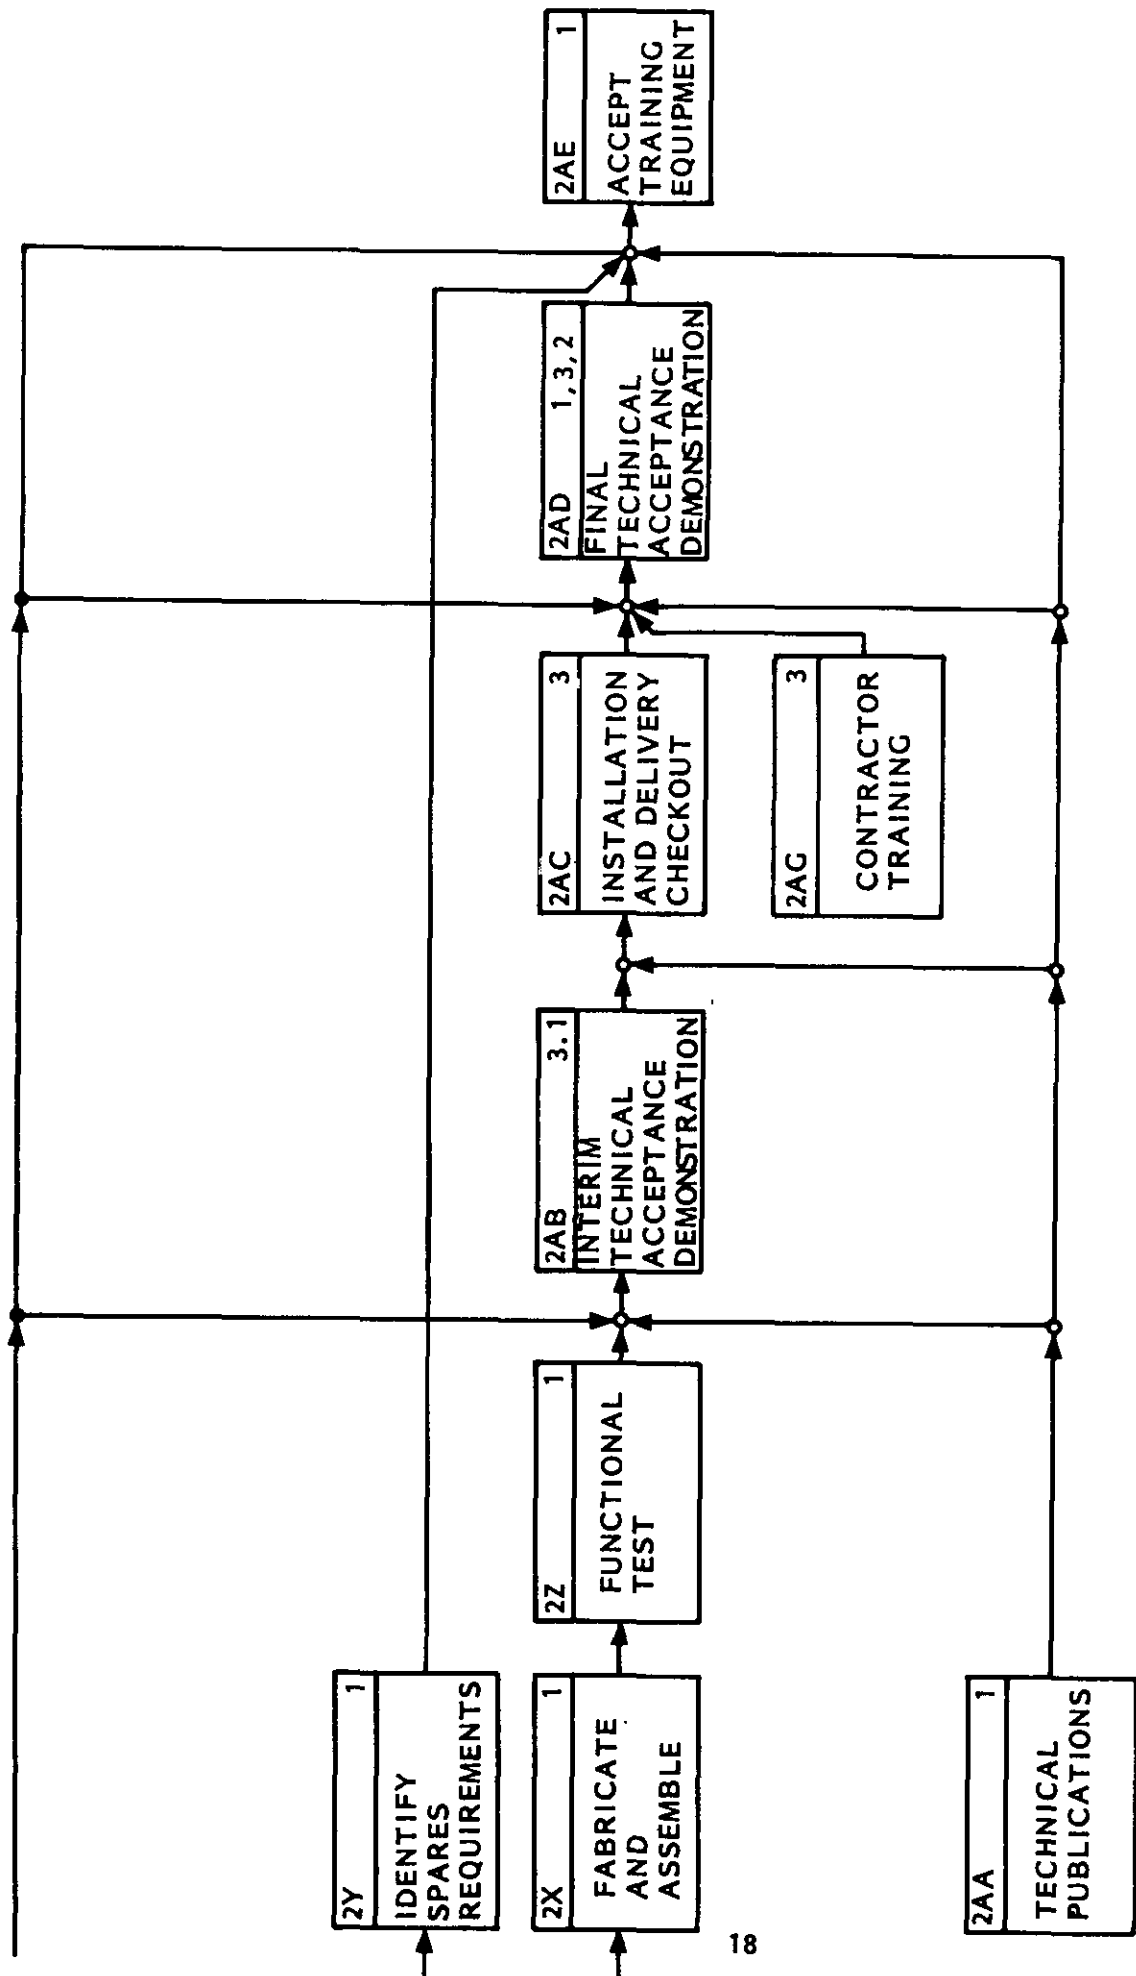 2Y 1
IDENTIFY
SPARES
REQUIREMENTS
2X 1
FABRICATE
AND
ASSEMBLE
2Z 1
FUNCTIONAL
TEST
2AA 1
TECHNICAL
PUBLICATIONS
2AB 3.1
INTERIM
TECHNICAL
ACCEPTANCE
DEMONSTRATION
2AC 3
INSTALLATION
AND DELIVERY
CHECKOUT
2AG 3
CONTRACTOR
TRAINING
2AD 1, 3, 2
FINAL
TECHNICAL
ACCEPTANCE
DEMONSTRATION
2AE 1
ACCEPT
TRAINING
EQUIPMENT
18